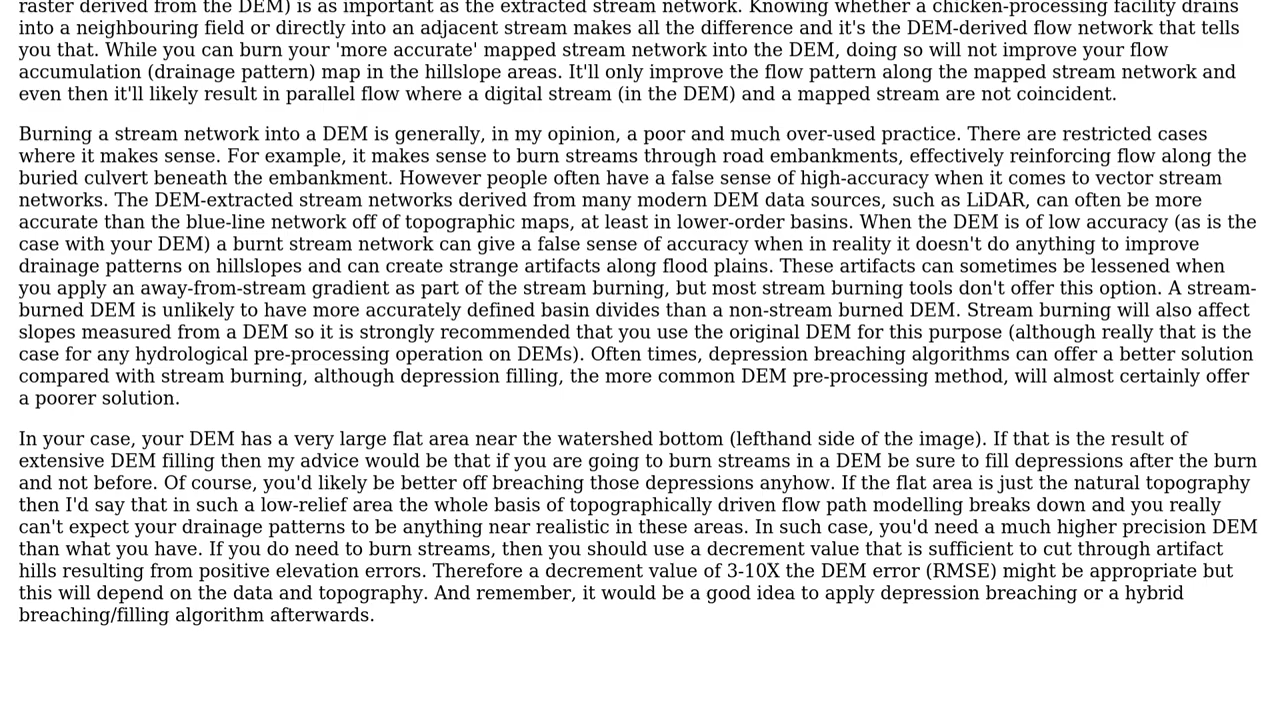 raster derived from the DEM) is as important as the extracted stream network. Knowing whether a chicken-processing facility drains
into a neighbouring field or directly into an adjacent stream makes all the difference and it's the DEM-derived flow network that tells
you that. While you can burn your 'more accurate' mapped stream network into the DEM, doing so will not improve your flow
accumulation (drainage pattern) map in the hillslope areas. It'll only improve the flow pattern along the mapped stream network and
even then it'll likely result in parallel flow where a digital stream (in the DEM) and a mapped stream are not coincident.
Burning a stream network into a DEM is generally, in my opinion, a poor and much over-used practice. There are restricted cases
where it makes sense. For example, it makes sense to burn streams through road embankments, effectively reinforcing flow along the
buried culvert beneath the embankment. However people often have a false sense of high-accuracy when it comes to vector stream
networks. The DEM-extracted stream networks derived from many modern DEM data sources, such as LiDAR, can often be more
accurate than the blue-line network off of topographic maps, at least in lower-order basins. When the DEM is of low accuracy (as is the
case with your DEM) a burnt stream network can give a false sense of accuracy when in reality it doesn't do anything to improve
drainage patterns on hillslopes and can create strange artifacts along flood plains. These artifacts can sometimes be lessened when
you apply an away-from-stream gradient as part of the stream burning, but most stream burning tools don't offer this option. A stream-
burned DEM is unlikely to have more accurately defined basin divides than a non-stream burned DEM. Stream burning will also affect
slopes measured from a DEM so it is strongly recommended that you use the original DEM for this purpose (although really that is the
case for any hydrological pre-processing operation on DEMs). Often times, depression breaching algorithms can offer a better solution
compared with stream burning, although depression filling, the more common DEM pre-processing method, will almost certainly offer
a poorer solution.
In your case, your DEM has a very large flat area near the watershed bottom (lefthand side of the image). If that is the result of
extensive DEM filling then my advice would be that if you are going to burn streams in a DEM be sure to fill depressions after the burn
and not before. Of course, you'd likely be better off breaching those depressions anyhow. If the flat area is just the natural topography
then I'd say that in such a low-relief area the whole basis of topographically driven flow path modelling breaks down and you really
can't expect your drainage patterns to be anything near realistic in these areas. In such case, you'd need a much higher precision DEM
than what you have. If you do need to burn streams, then you should use a decrement value that is sufficient to cut through artifact
hills resulting from positive elevation errors. Therefore a decrement value of 3-10X the DEM error (RMSE) might be appropriate but
this will depend on the data and topography. And remember, it would be a good idea to apply depression breaching or a hybrid
breaching/filling algorithm afterwards.